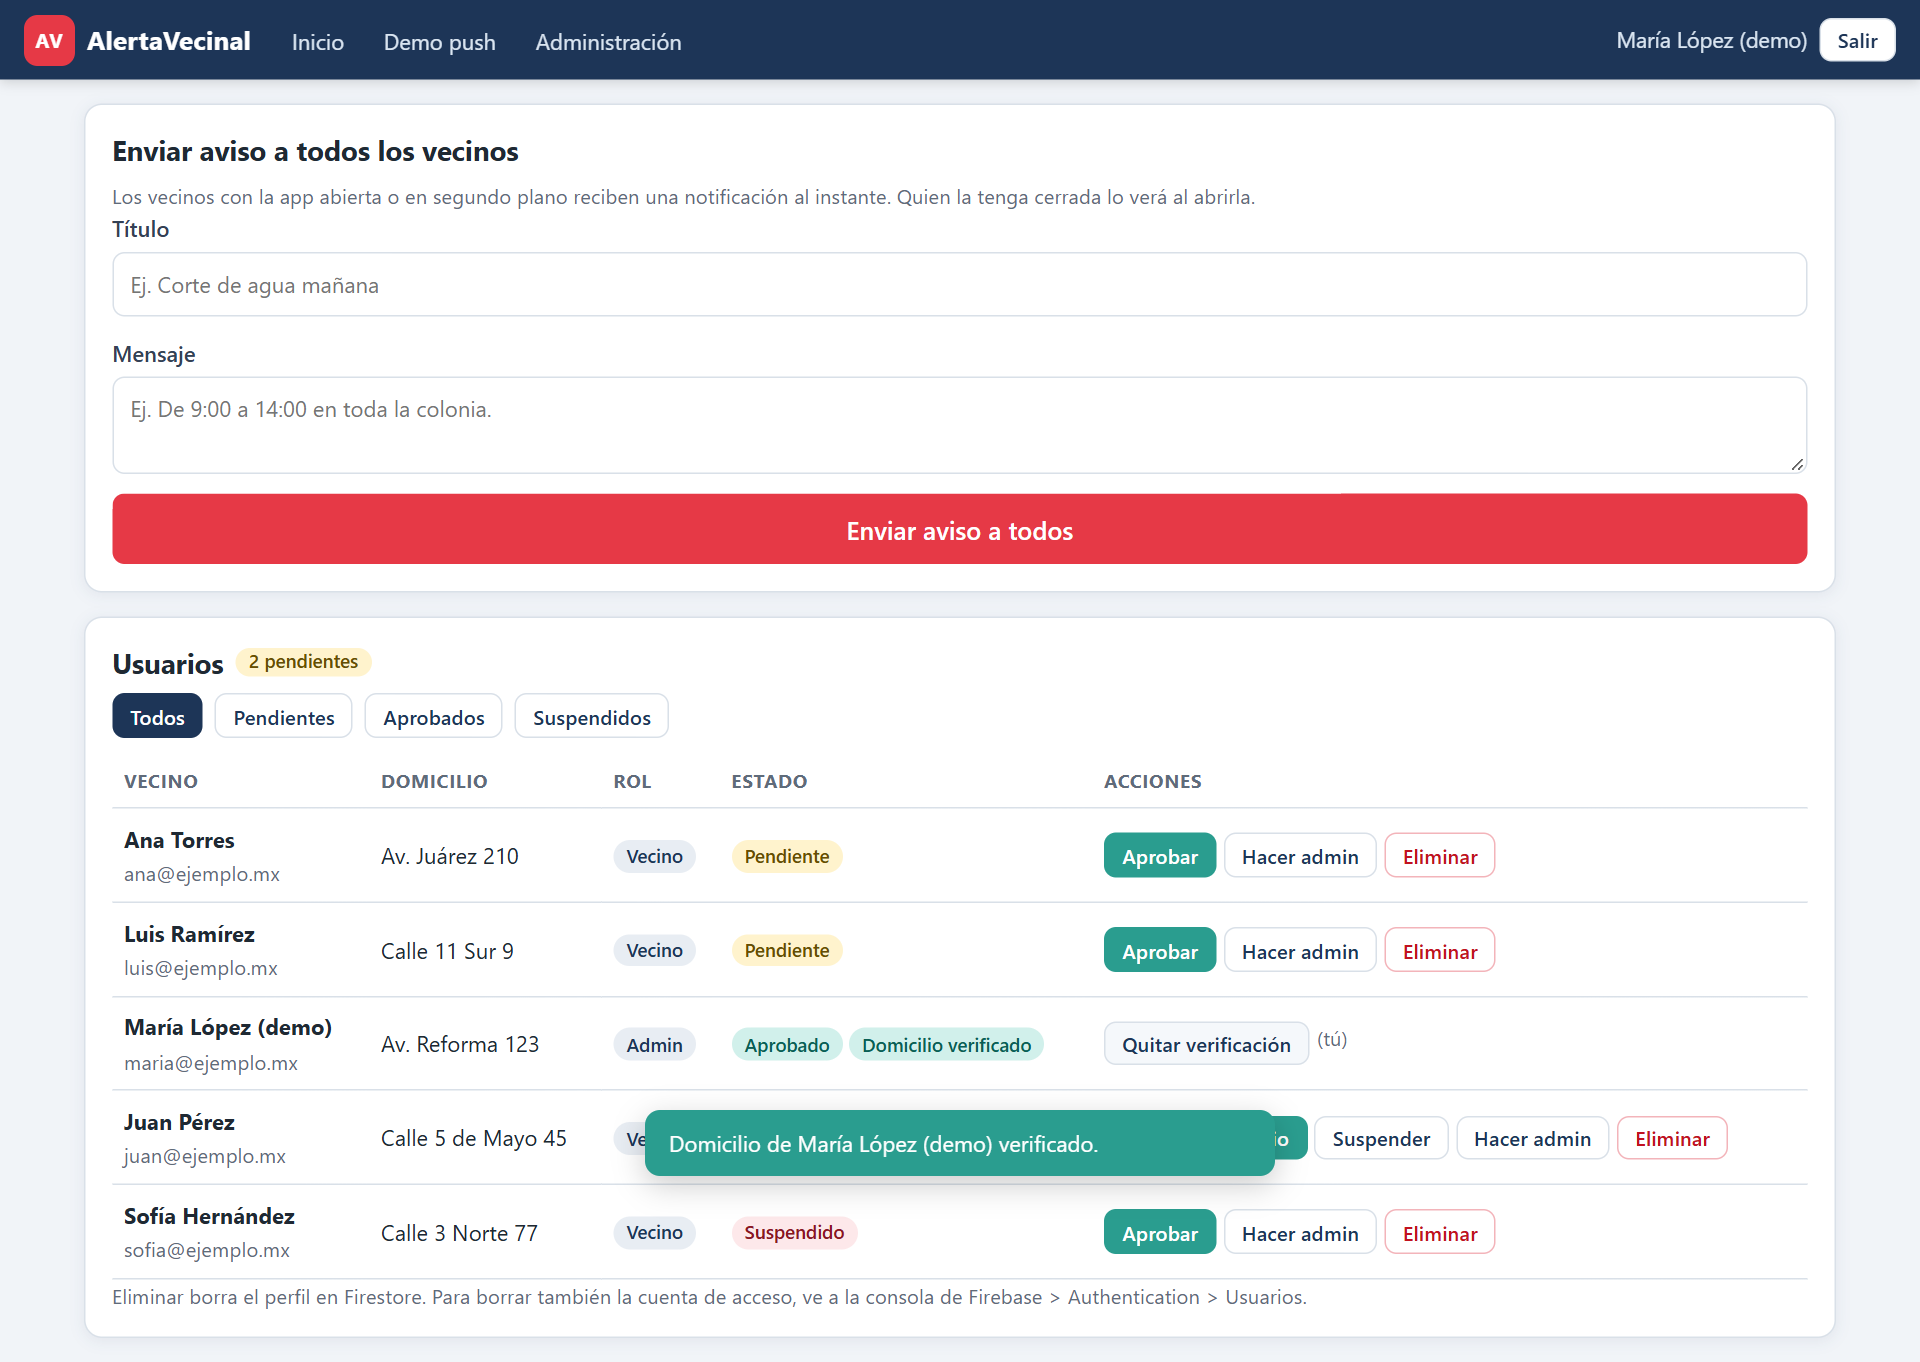 AV AlertaVecinal Inicio Demo push Administración María López (demo) Salir
Enviar aviso a todos los vecinos
Los vecinos con la app abierta o en segundo plano reciben una notificación al instante. Quien la tenga cerrada lo verá al abrirla.
Título
Ej. Corte de agua mañana
Mensaje
Ej. De 9:00 a 14:00 en toda la colonia.
Enviar aviso a todos
Usuarios 2 pendientes
Todos Pendientes Aprobados Suspendidos
VECINO DOMICILIO ROL ESTADO ACCIONES
Ana Torres
ana@ejemplo.mx
Av. Juárez 210 Vecino Pendiente Aprobar Hacer admin Eliminar
Luis Ramírez
luis@ejemplo.mx
Calle 11 Sur 9 Vecino Pendiente Aprobar Hacer admin Eliminar
María López (demo)
maria@ejemplo.mx
Av. Reforma 123 Admin Aprobado Domicilio verificado Quitar verificación (tú)
Juan Pérez
juan@ejemplo.mx
Calle 5 de Mayo 45 Suspender Hacer admin Eliminar
Domicilio de María López (demo) verificado.
Sofía Hernández
sofia@ejemplo.mx
Calle 3 Norte 77 Vecino Suspendido Aprobar Hacer admin Eliminar
Eliminar borra el perfil en Firestore. Para borrar también la cuenta de acceso, ve a la consola de Firebase > Authentication > Usuarios.